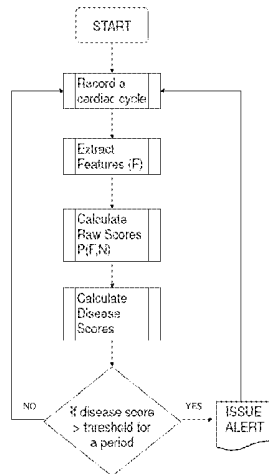 START
Record a
cardiac cycle
Extract
Features (F)
Calculate
Raw Scores
P(F,N)
Calculate
Disease
Scores
If disease score
> threshold for
a period
NO
YES
ISSUE
ALERT